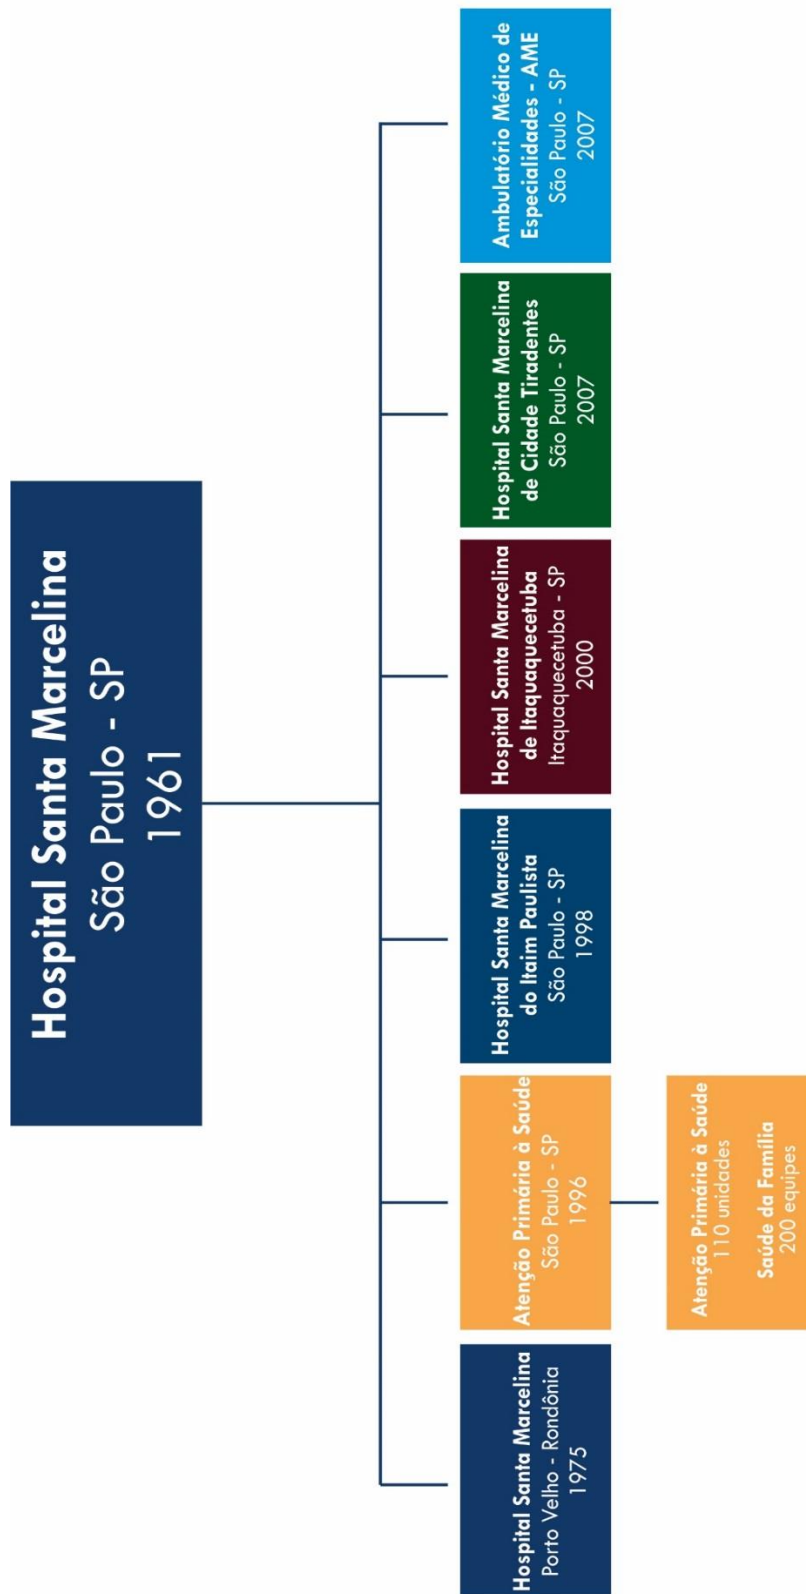 Hospital Santa Marcelina
São Paulo - SP
1961
Hospital Santa Marcelina
Porto Velho - Rondônia
1975
Atenção Primária à Saúde
São Paulo - SP
1996
Hospital Santa Marcelina
do Itaim Paulista
São Paulo - SP
1998
Hospital Santa Marcelina
de Itaquaquecetuba
Itaquaquecetuba - SP
2000
Hospital Santa Marcelina
de Cidade Tiradentes
São Paulo - SP
2007
Ambulatório Médico de
Especialidades - AME
São Paulo - SP
2007
Atenção Primária à Saúde
110 unidades
Saúde da Família
200 equipes